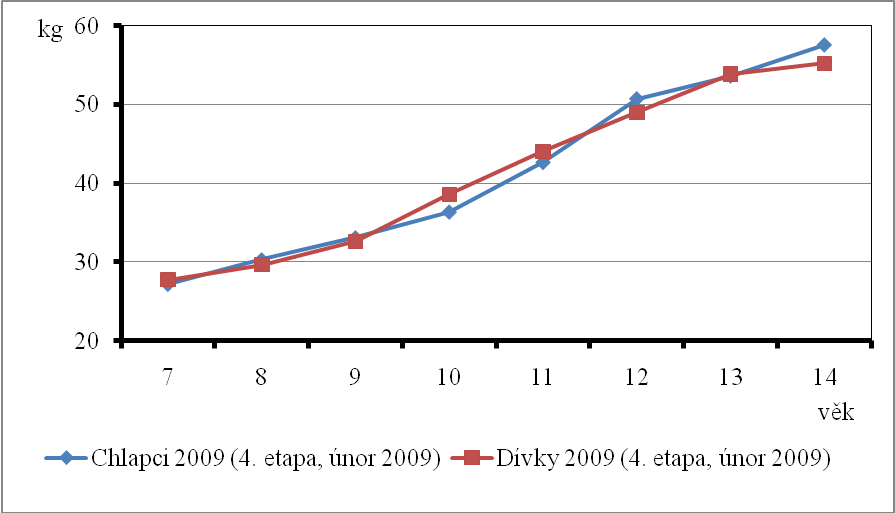 kg
60
50
40
30
20
7 8 9 10 11 12 13 14
věk
Chlapci 2009 (4. etapa, únor 2009) Dívky 2009 (4. etapa, únor 2009)